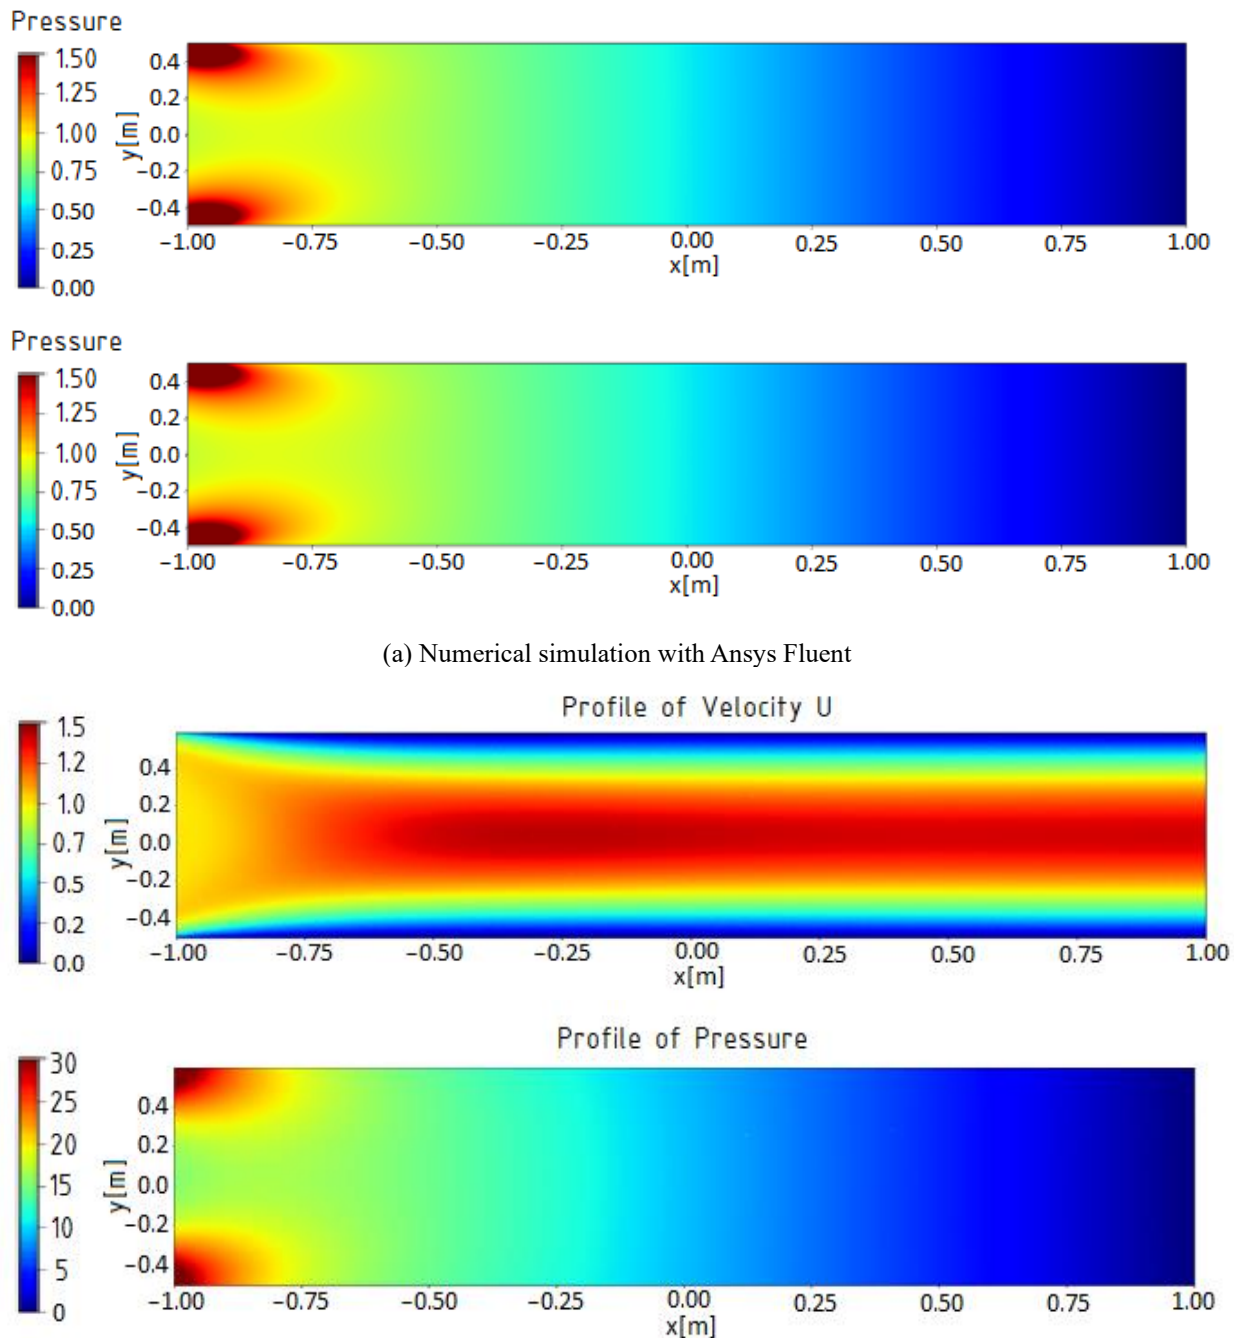 Pressure
1.50
1.25
1.00
0.75
0.50
0.25
0.00
y[m]
0.4
0.2
0.0
−0.2
−0.4
−1.00 −0.75 −0.50 −0.25 0.00 0.25 0.50 0.75 1.00
x[m]
Pressure
1.50
1.25
1.00
0.75
0.50
0.25
0.00
y[m]
0.4
0.2
0.0
−0.2
−0.4
−1.00 −0.75 −0.50 −0.25 0.00 0.25 0.50 0.75 1.00
x[m]
(a) Numerical simulation with Ansys Fluent
Profile of Velocity U
1.5
1.2
1.0
0.7
0.5
0.2
0.0
y[m]
0.4
0.2
0.0
−0.2
−0.4
−1.00 −0.75 −0.50 −0.25 0.00 0.25 0.50 0.75 1.00
x[m]
Profile of Pressure
30
25
20
15
10
5
0
y[m]
0.4
0.2
0.0
−0.2
−0.4
−1.00 −0.75 −0.50 −0.25 0.00 0.25 0.50 0.75 1.00
x[m]